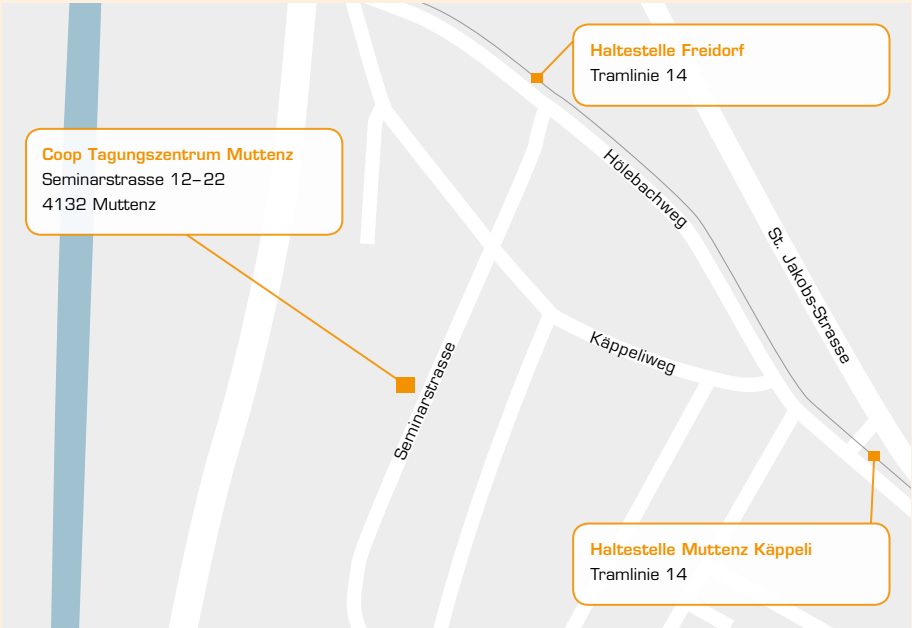 Haltestelle Freidorf
Tramlinie 14
Coop Tagungszentrum Muttenz
Seminarstrasse 12–22
4132 Muttenz
Hölebachweg
St. Jakobs-Strasse
Käppeliweg
Seminarstrasse
Haltestelle Muttenz Käppeli
Tramlinie 14